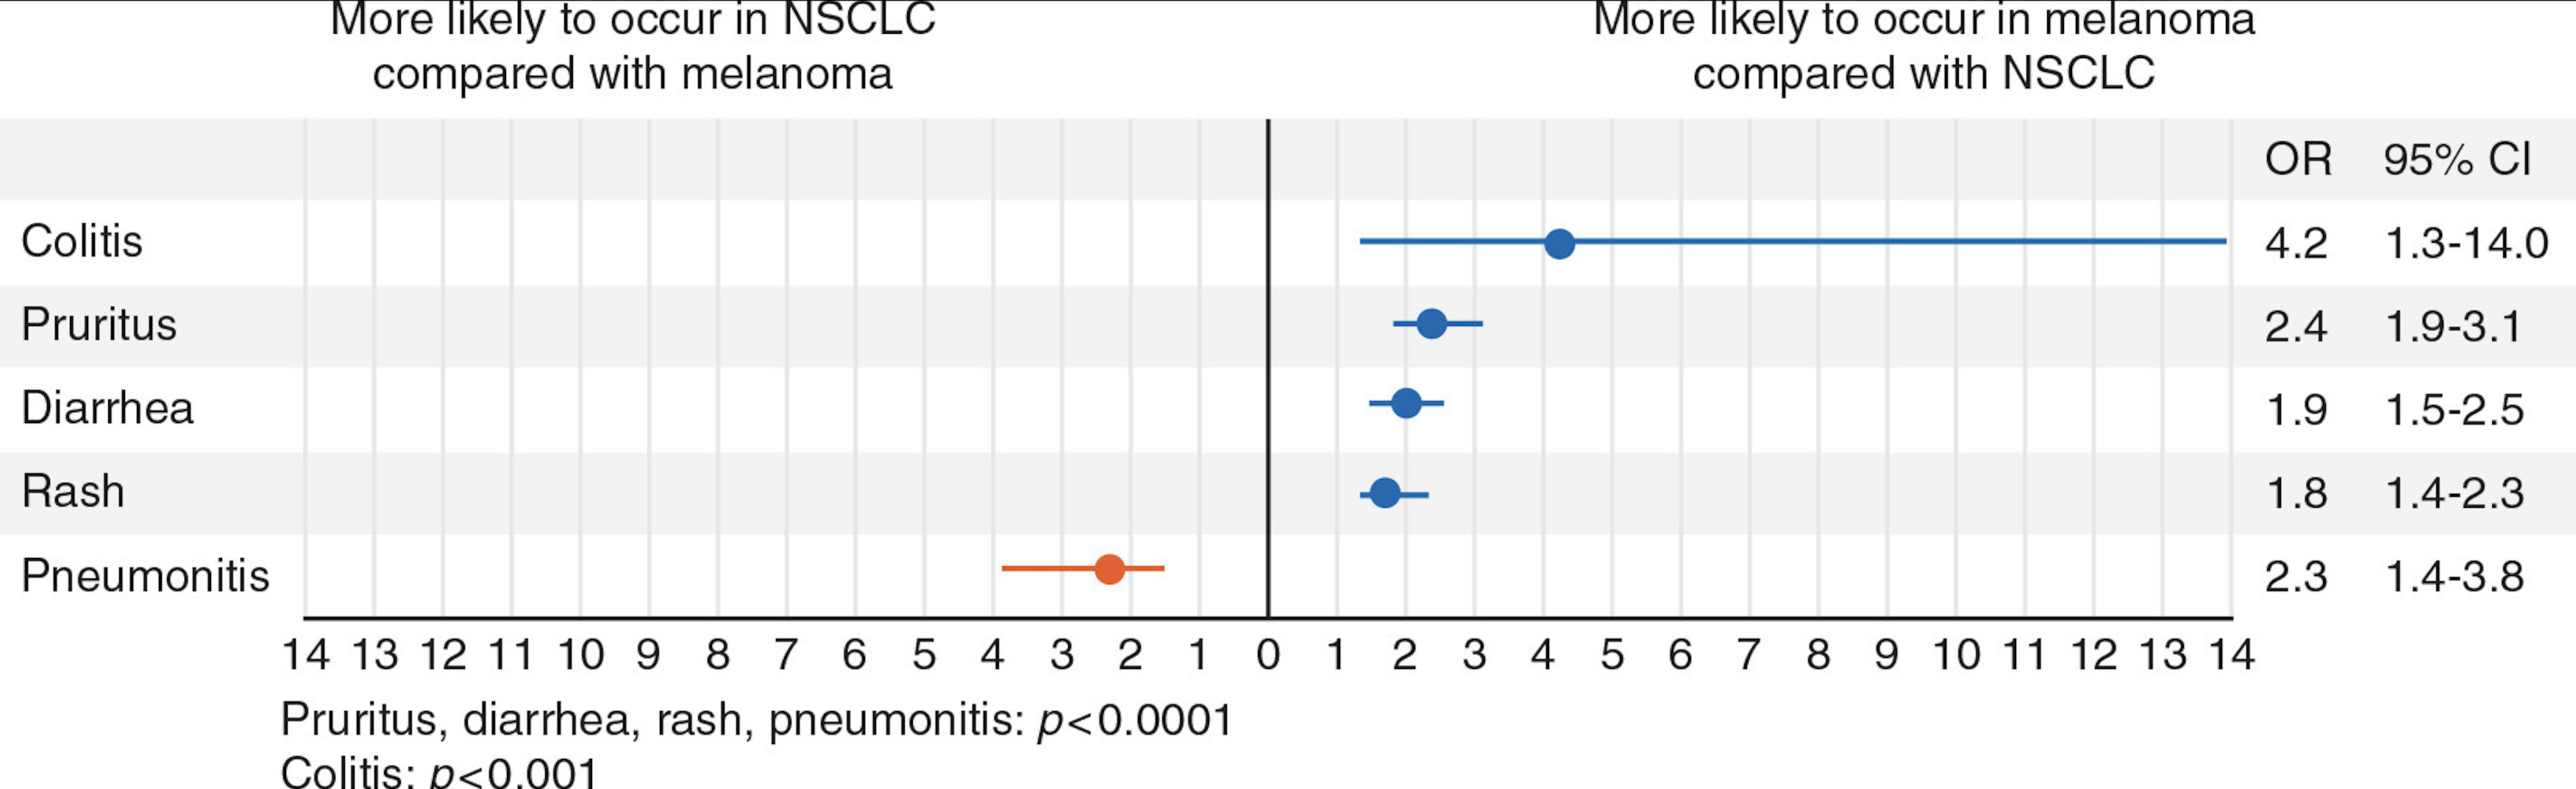 More likely to occur in NSCLC
compared with melanoma
More likely to occur in melanoma
compared with NSCLC
OR 95% CI
Colitis 4.2 1.3-14.0
Pruritus 2.4 1.9-3.1
Diarrhea 1.9 1.5-2.5
Rash 1.8 1.4-2.3
Pneumonitis 2.3 1.4-3.8
14 13 12 11 10 9 8 7 6 5 4 3 2 1 0 1 2 3 4 5 6 7 8 9 10 11 12 13 14
Pruritus, diarrhea, rash, pneumonitis: p<0.0001
Colitis: p<0.001